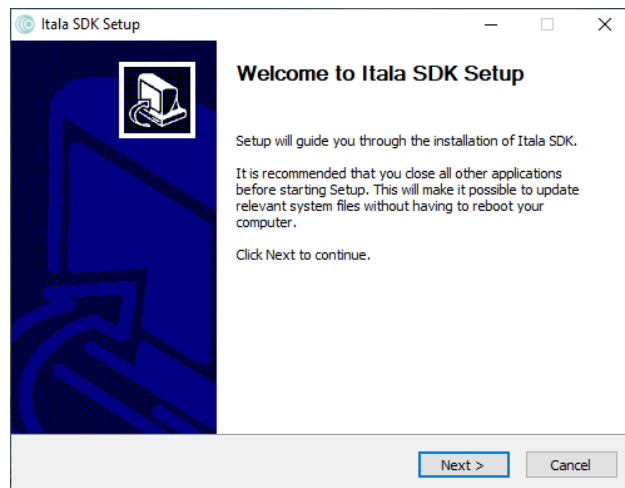 Itala SDK Setup
Welcome to Itala SDK Setup
Setup will guide you through the installation of Itala SDK.
It is recommended that you close all other applications
before starting Setup. This will make it possible to update
relevant system files without having to reboot your
computer.
Click Next to continue.
Next >
Cancel